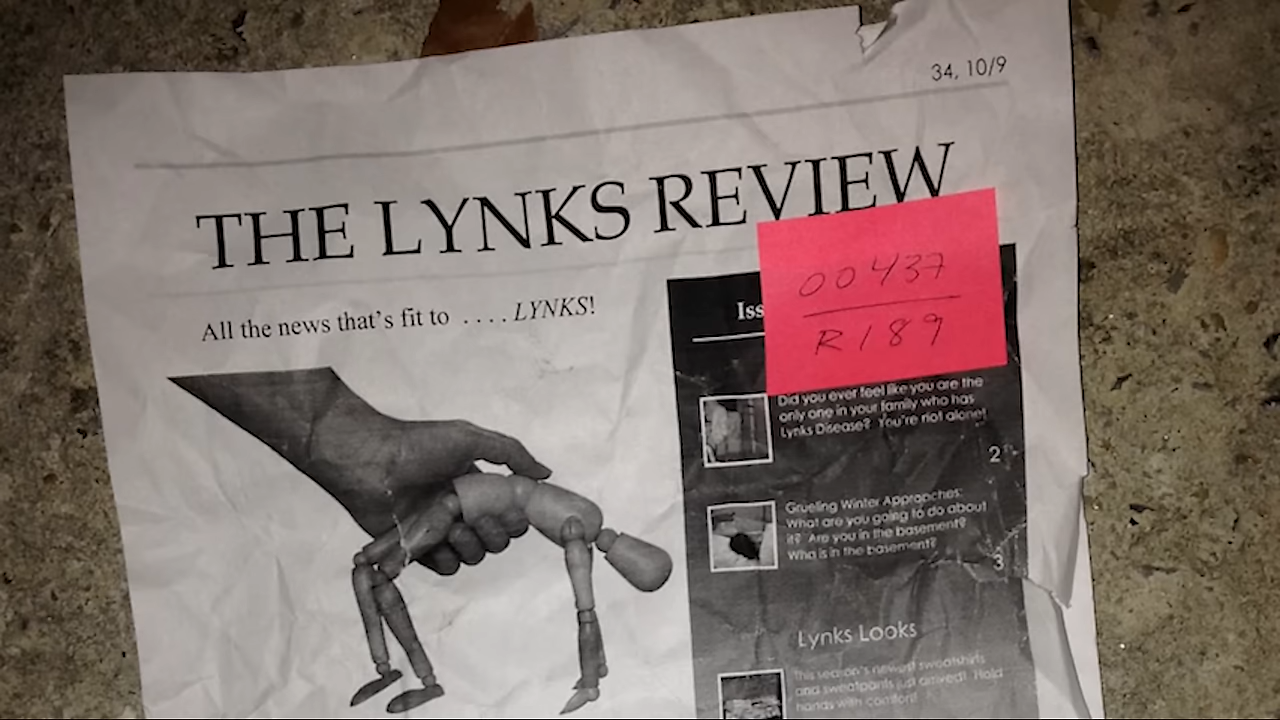 34, 10/9
THE LYNKS REVIEW
All the news that's fit to . . . . LYNKS!
Iss
00437
R189
Did you ever feel like you are the
only one in your family who has
Lynks Disease? You're not alone!
2
Grueling Winter Approaches:
What are you going to do about
it? Are you in the basement?
Who is in the basement?
3
Lynks Looks
This season's newest sweatshirts
and sweatpants just arrived! Hold
hands with comfort!